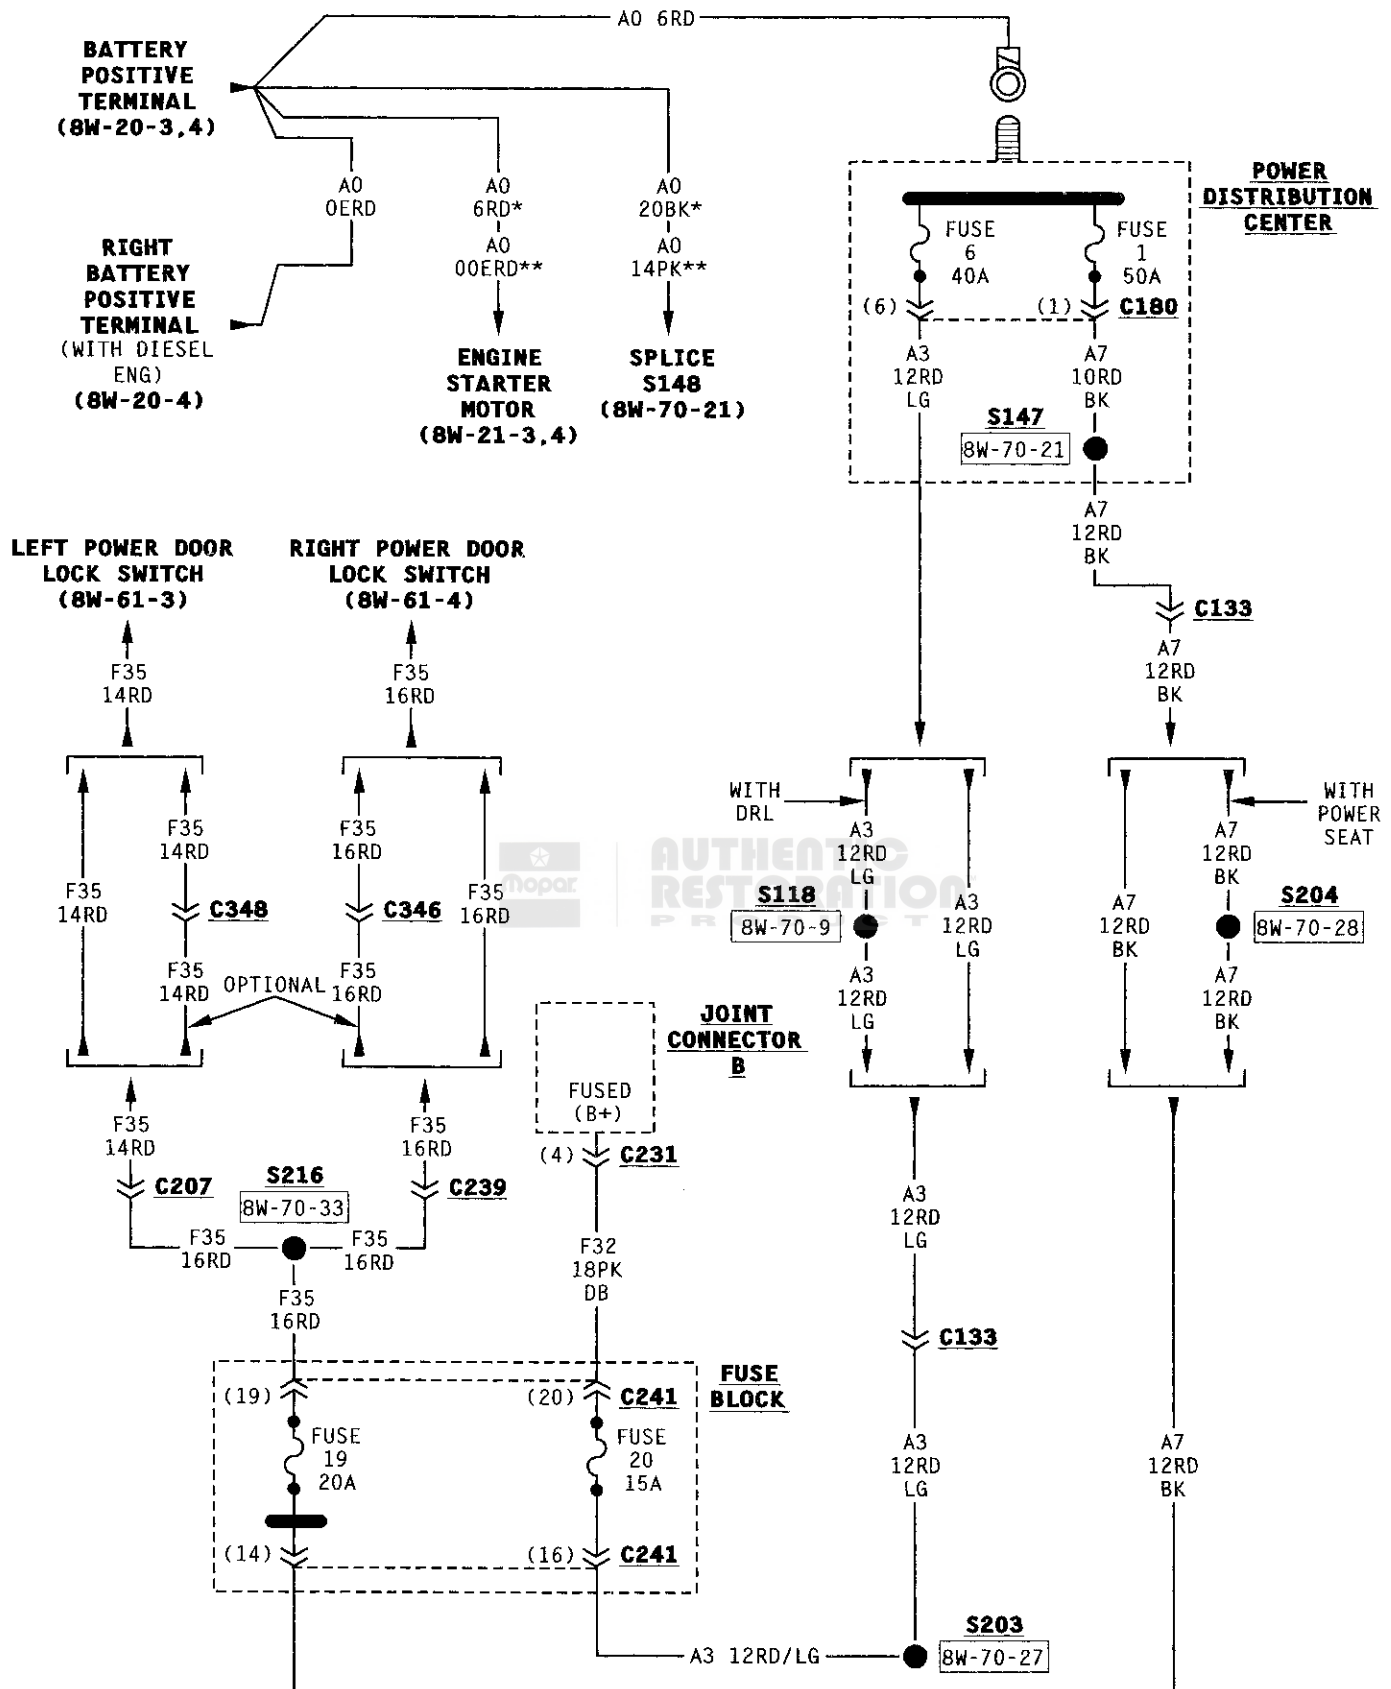 A0 6RD
BATTERY
POSITIVE
TERMINAL
(8W-20-3,4)
A0
0ERD
A0
6RD*
A0
00ERD**
A0
20BK*
A0
14PK**
RIGHT
BATTERY
POSITIVE
TERMINAL
(WITH DIESEL
ENG)
(8W-20-4)
ENGINE
STARTER
MOTOR
(8W-21-3,4)
SPLICE
S148
(8W-70-21)
POWER
DISTRIBUTION
CENTER
FUSE
6
40A
FUSE
1
50A
(6)
(1)
C180
A3
12RD
LG
A7
10RD
BK
S147
8W-70-21
A7
12RD
BK
C133
A7
12RD
BK
LEFT POWER DOOR
LOCK SWITCH
(8W-61-3)
RIGHT POWER DOOR
LOCK SWITCH
(8W-61-4)
F35
14RD
F35
16RD
F35
14RD
F35
14RD
C348
F35
14RD
OPTIONAL
F35
16RD
C346
F35
16RD
F35
16RD
WITH
DRL
A3
12RD
LG
S118
8W-70-9
A3
12RD
LG
A3
12RD
LG
WITH
POWER
SEAT
A7
12RD
BK
A7
12RD
BK
S204
8W-70-28
A7
12RD
BK
Mopar
AUTHENTIC
RESTORATION
PRODUCT
JOINT
CONNECTOR
B
FUSED
(B+)
(4)
C231
F35
14RD
C207
S216
8W-70-33
F35
16RD
C239
F35
16RD
F35
16RD
F35
16RD
F32
18PK
DB
A3
12RD
LG
C133
FUSE
BLOCK
(19)
(20)
C241
FUSE
19
20A
FUSE
20
15A
(14)
(16)
C241
A3
12RD
LG
A7
12RD
BK
A3 12RD/LG
S203
8W-70-27